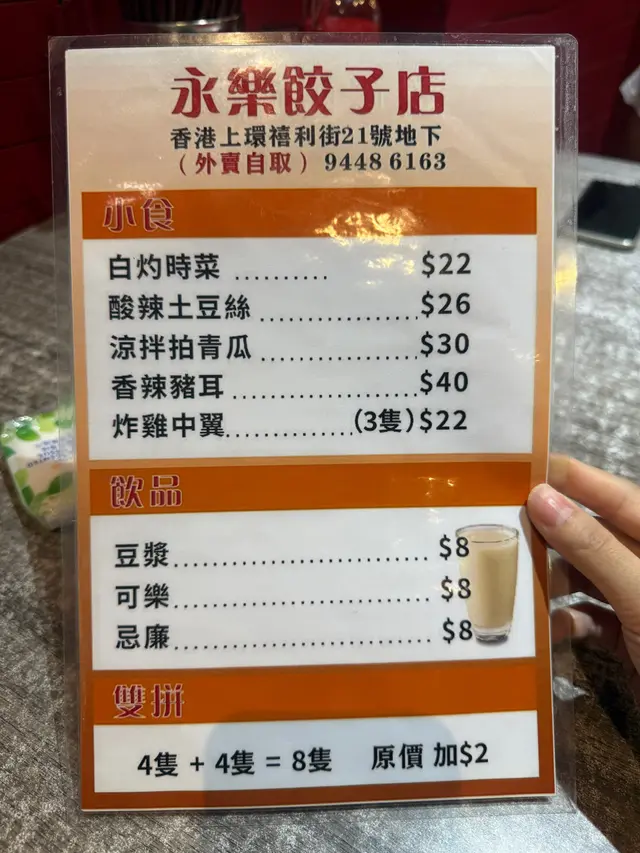 永樂餃子店
香港上環禧利街21號地下
（外賣自取）9448 6163
小食
白灼時菜 .......... $22
酸辣土豆絲 .................... $26
涼拌拍青瓜 .................... $30
香辣豬耳 ........................ $40
炸雞中翼 ............. (3隻) $22
飲品
豆漿 ............................... $8
可樂 ............................... $8
忌廉 ............................... $8
雙拼
4隻 + 4隻 = 8隻 原價 加$2